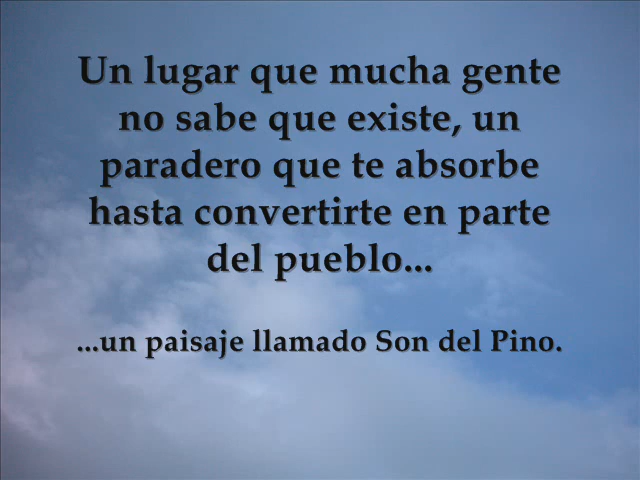 Un lugar que mucha gente
no sabe que existe, un
paradero que te absorbe
hasta convertirte en parte
del pueblo...
...un paisaje llamado Son del Pino.